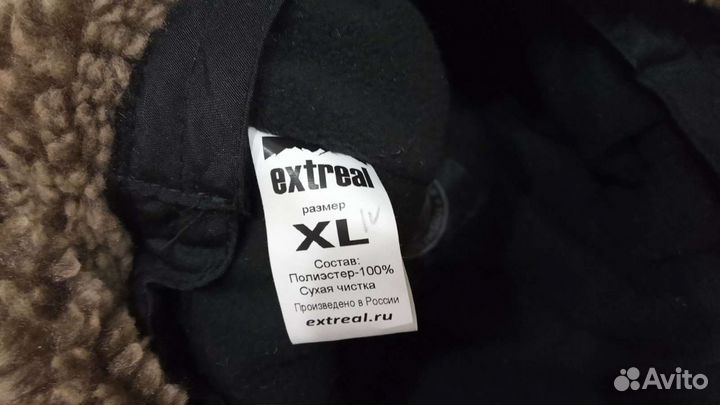 extreal
размер
XL
Состав:
Полиэстер-100%
Сухая чистка
Произведено в России
extreal.ru
Avito